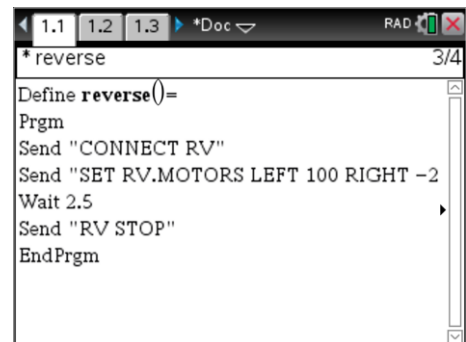 1.1 1.2 1.3 *Doc RAD
* reverse 3/4
Define reverse()=
Prgm
Send "CONNECT RV"
Send "SET RV.MOTORS LEFT 100 RIGHT −2
Wait 2.5
Send "RV STOP"
EndPrgm